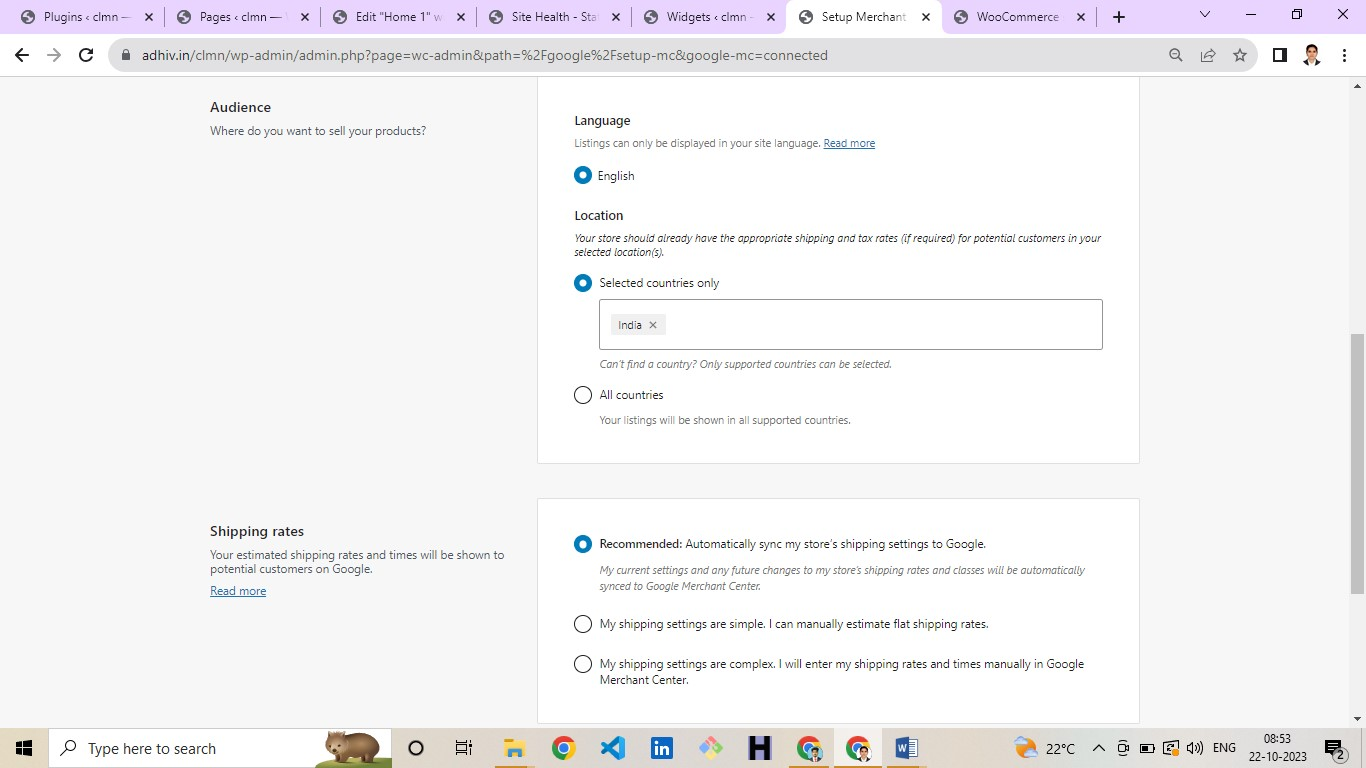 Plugins ‹ clmn —
Pages ‹ clmn —
Edit "Home 1" w
Site Health - Sta
Widgets ‹ clmn -
Setup Merchant
WooCommerce
adhiv.in/clmn/wp-admin/admin.php?page=wc-admin&path=%2Fgoogle%2Fsetup-mc&google-mc=connected
Audience
Where do you want to sell your products?
Language
Listings can only be displayed in your site language. Read more
English
Location
Your store should already have the appropriate shipping and tax rates (if required) for potential customers in your
selected location(s).
Selected countries only
India
Can't find a country? Only supported countries can be selected.
All countries
Your listings will be shown in all supported countries.
Shipping rates
Your estimated shipping rates and times will be shown to
potential customers on Google.
Read more
Recommended: Automatically sync my store's shipping settings to Google.
My current settings and any future changes to my store's shipping rates and classes will be automatically
synced to Google Merchant Center.
My shipping settings are simple. I can manually estimate flat shipping rates.
My shipping settings are complex. I will enter my shipping rates and times manually in Google
Merchant Center.
Type here to search
22°C
ENG
08:53
22-10-2023
2